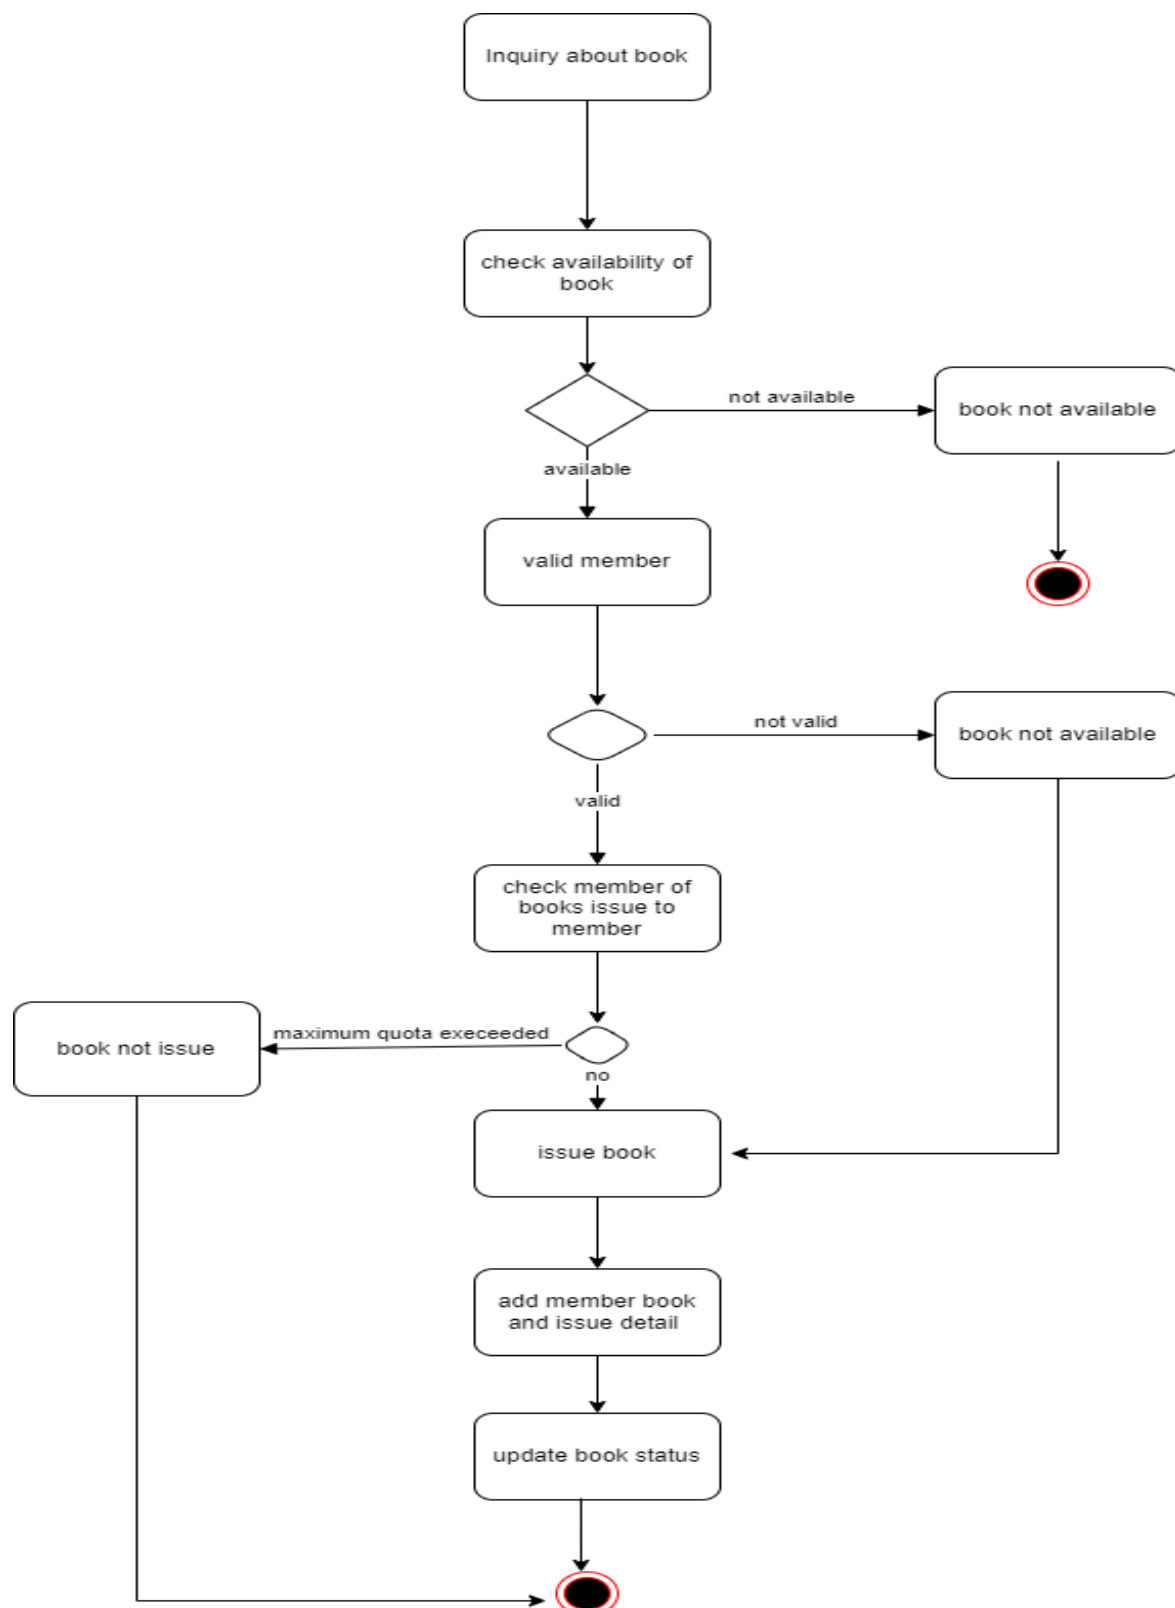 Inquiry about book
check availability of
book
not available
book not available
available
valid member
not valid
book not available
valid
check member of
books issue to
member
maximum quota execeeded
book not issue
no
issue book
add member book
and issue detail
update book status